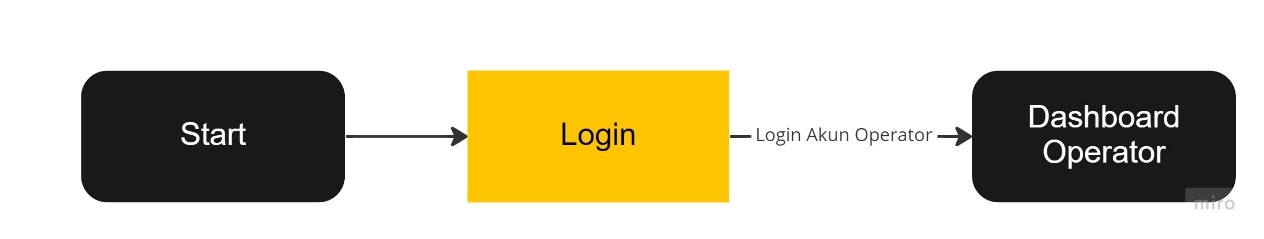 Start
Login
Login Akun Operator
Dashboard
Operator
miro